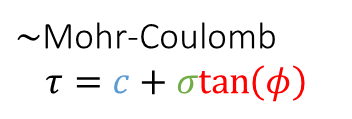 ~Mohr-Coulomb
τ = c + σtan(ϕ)